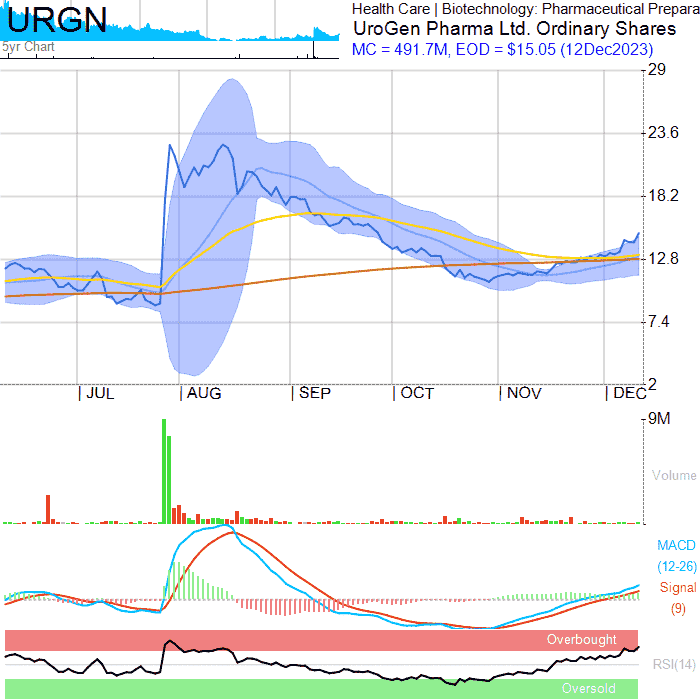 URGN
5yr Chart
Health Care | Biotechnology: Pharmaceutical Prepara
UroGen Pharma Ltd. Ordinary Shares
MC = 491.7M, EOD = $15.05 (12Dec2023)
29
23.6
18.2
12.8
7.4
2
JUL AUG SEP OCT NOV DEC
9M
Volume
MACD
(12-26)
Signal
(9)
Overbought
RSI(14)
Oversold